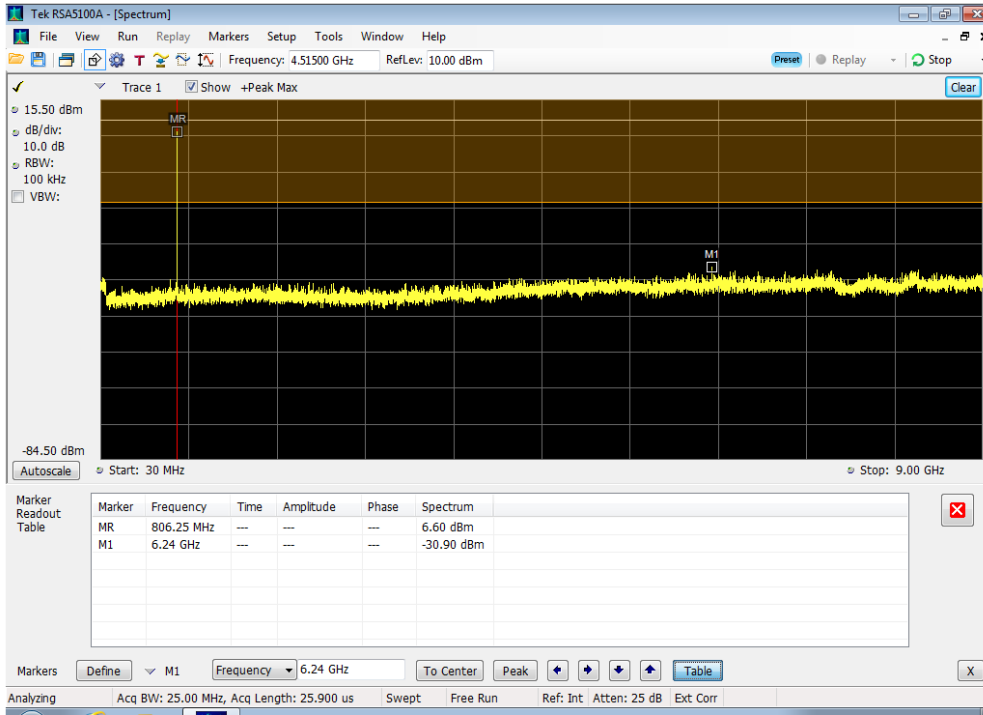 Tek RSA5100A - [Spectrum]
File View Run Replay Markers Setup Tools Window Help
Frequency: 4.51500 GHz RefLev: 10.00 dBm Preset Replay Stop
Trace 1 Show +Peak Max Clear
15.50 dBm
dB/div:
10.0 dB
RBW:
100 kHz
VBW:
MR
M1
-84.50 dBm
Autoscale Start: 30 MHz Stop: 9.00 GHz
Marker
Readout
Table
Marker Frequency Time Amplitude Phase Spectrum
MR 806.25 MHz --- --- --- 6.60 dBm
M1 6.24 GHz --- --- --- -30.90 dBm
Markers Define M1 Frequency 6.24 GHz To Center Peak Table X
Analyzing Acq BW: 25.00 MHz, Acq Length: 25.900 us Swept Free Run Ref: Int Atten: 25 dB Ext Corr